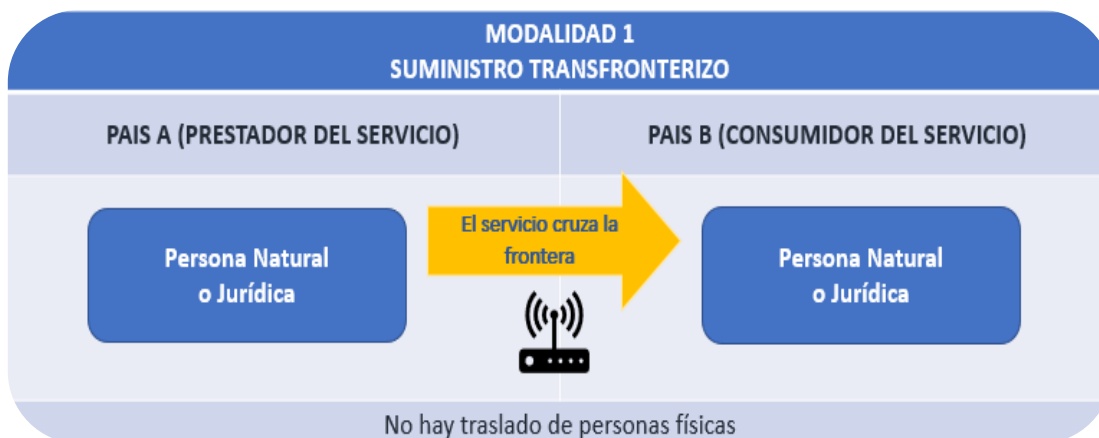 MODALIDAD 1
SUMINISTRO TRANSFRONTERIZO
PAIS A (PRESTADOR DEL SERVICIO)
PAIS B (CONSUMIDOR DEL SERVICIO)
Persona Natural
o Jurídica
El servicio cruza la
frontera
Persona Natural
o Jurídica
No hay traslado de personas físicas